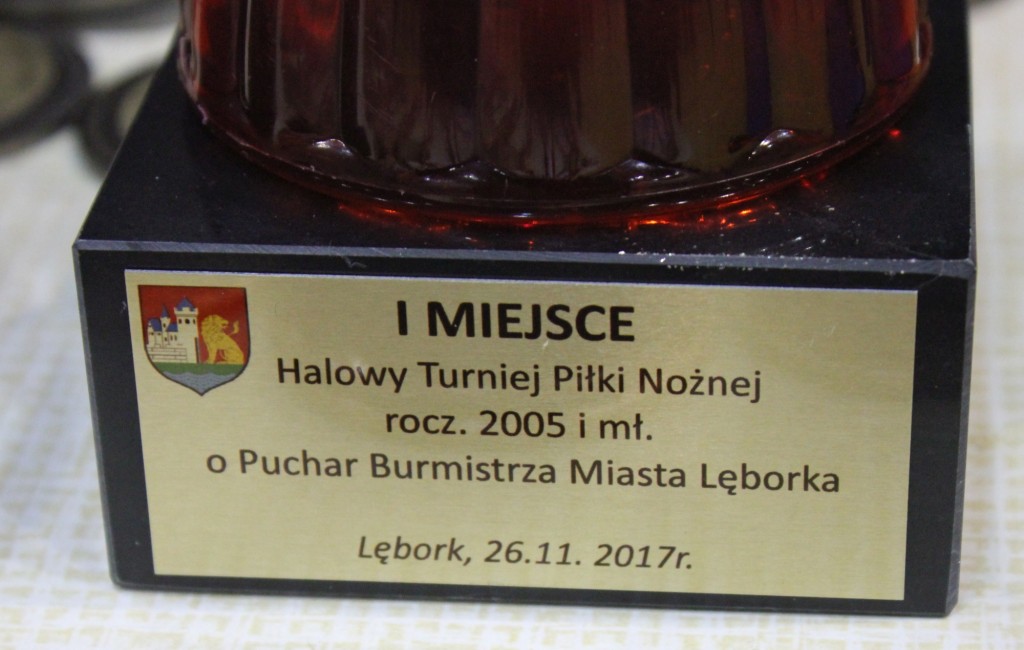 I MIEJSCE
Halowy Turniej Piłki Nożnej
rocz. 2005 i mł.
o Puchar Burmistrza Miasta Lęborka
Lębork, 26.11. 2017r.